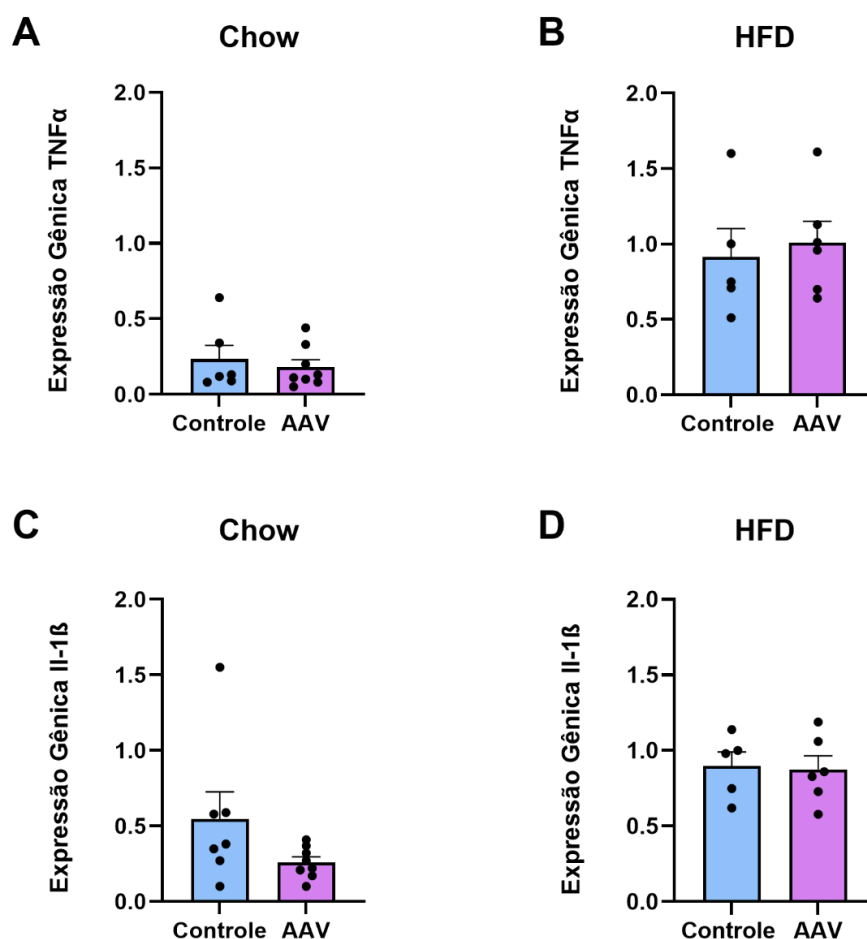 A
Chow
Expressão Gênica TNFα
2.0
1.5
1.0
0.5
0.0
Controle
AAV
B
HFD
Expressão Gênica TNFα
2.0
1.5
1.0
0.5
0.0
Controle
AAV
C
Chow
Expressão Gênica Il-1ß
2.0
1.5
1.0
0.5
0.0
Controle
AAV
D
HFD
Expressão Gênica Il-1ß
2.0
1.5
1.0
0.5
0.0
Controle
AAV